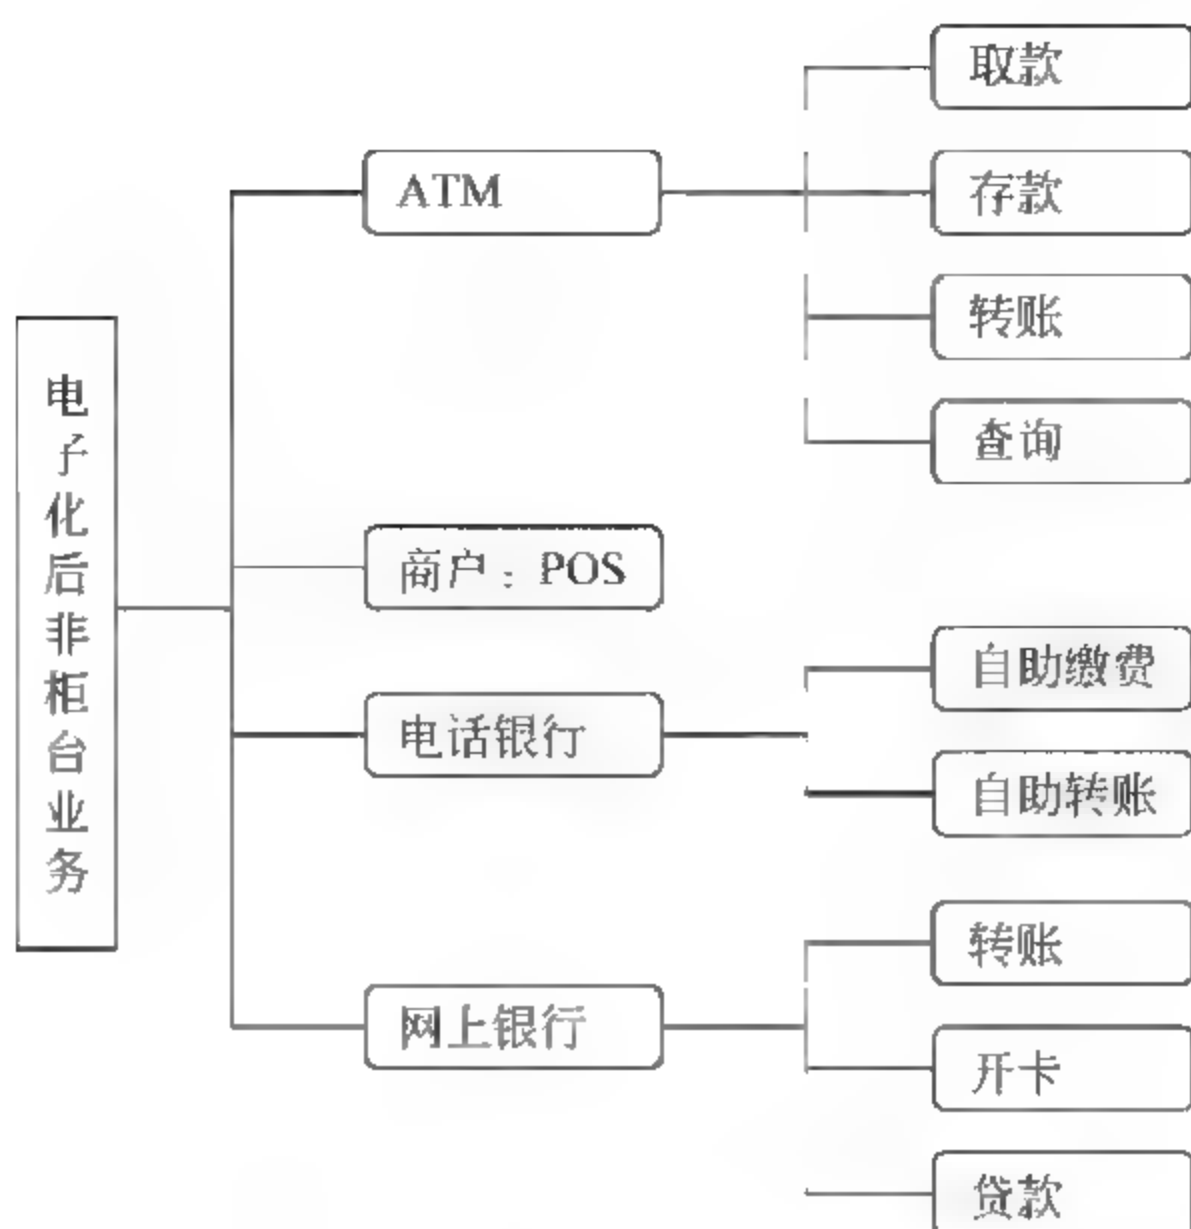 电子化后非柜台业务
ATM
取款
存款
转账
查询
商户：POS
电话银行
自助缴费
自助转账
网上银行
转账
开卡
贷款